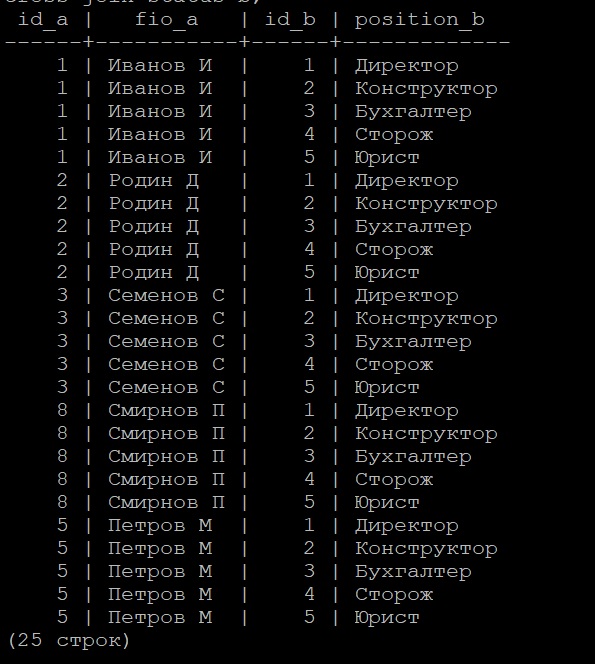 cross join status b;
id_a | fio_a | id_b | position_b
------+-----------+------+-------------
1 | Иванов И | 1 | Директор
1 | Иванов И | 2 | Конструктор
1 | Иванов И | 3 | Бухгалтер
1 | Иванов И | 4 | Сторож
1 | Иванов И | 5 | Юрист
2 | Родин Д | 1 | Директор
2 | Родин Д | 2 | Конструктор
2 | Родин Д | 3 | Бухгалтер
2 | Родин Д | 4 | Сторож
2 | Родин Д | 5 | Юрист
3 | Семенов С | 1 | Директор
3 | Семенов С | 2 | Конструктор
3 | Семенов С | 3 | Бухгалтер
3 | Семенов С | 4 | Сторож
3 | Семенов С | 5 | Юрист
8 | Смирнов П | 1 | Директор
8 | Смирнов П | 2 | Конструктор
8 | Смирнов П | 3 | Бухгалтер
8 | Смирнов П | 4 | Сторож
8 | Смирнов П | 5 | Юрист
5 | Петров М | 1 | Директор
5 | Петров М | 2 | Конструктор
5 | Петров М | 3 | Бухгалтер
5 | Петров М | 4 | Сторож
5 | Петров М | 5 | Юрист
(25 строк)